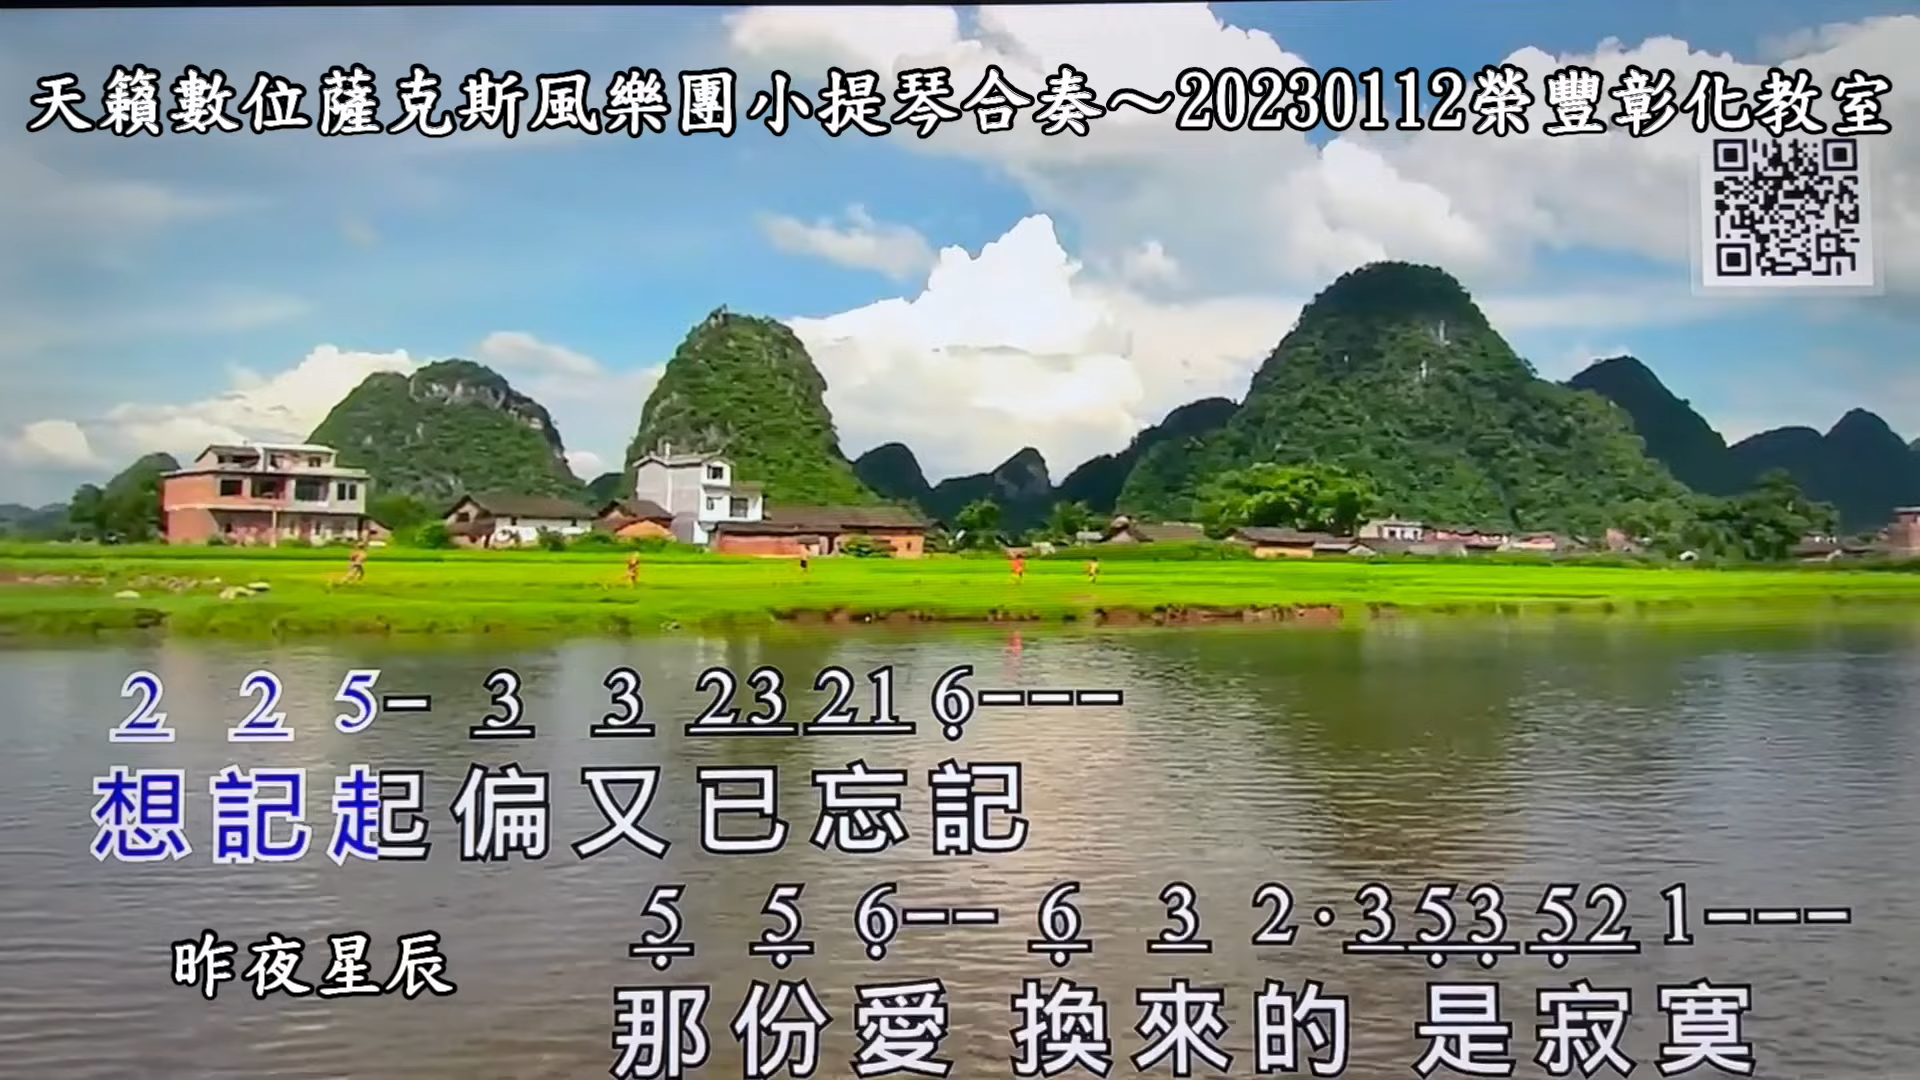 天籟數位薩克斯風樂團小提琴合奏～20230112榮豐彰化教室
2 2 5- 3 3 23 21 6---
想記起偏又已忘記
5 5 6-- 6 3 2·353 52 1---
昨夜星辰
那份愛 換來的 是寂寞